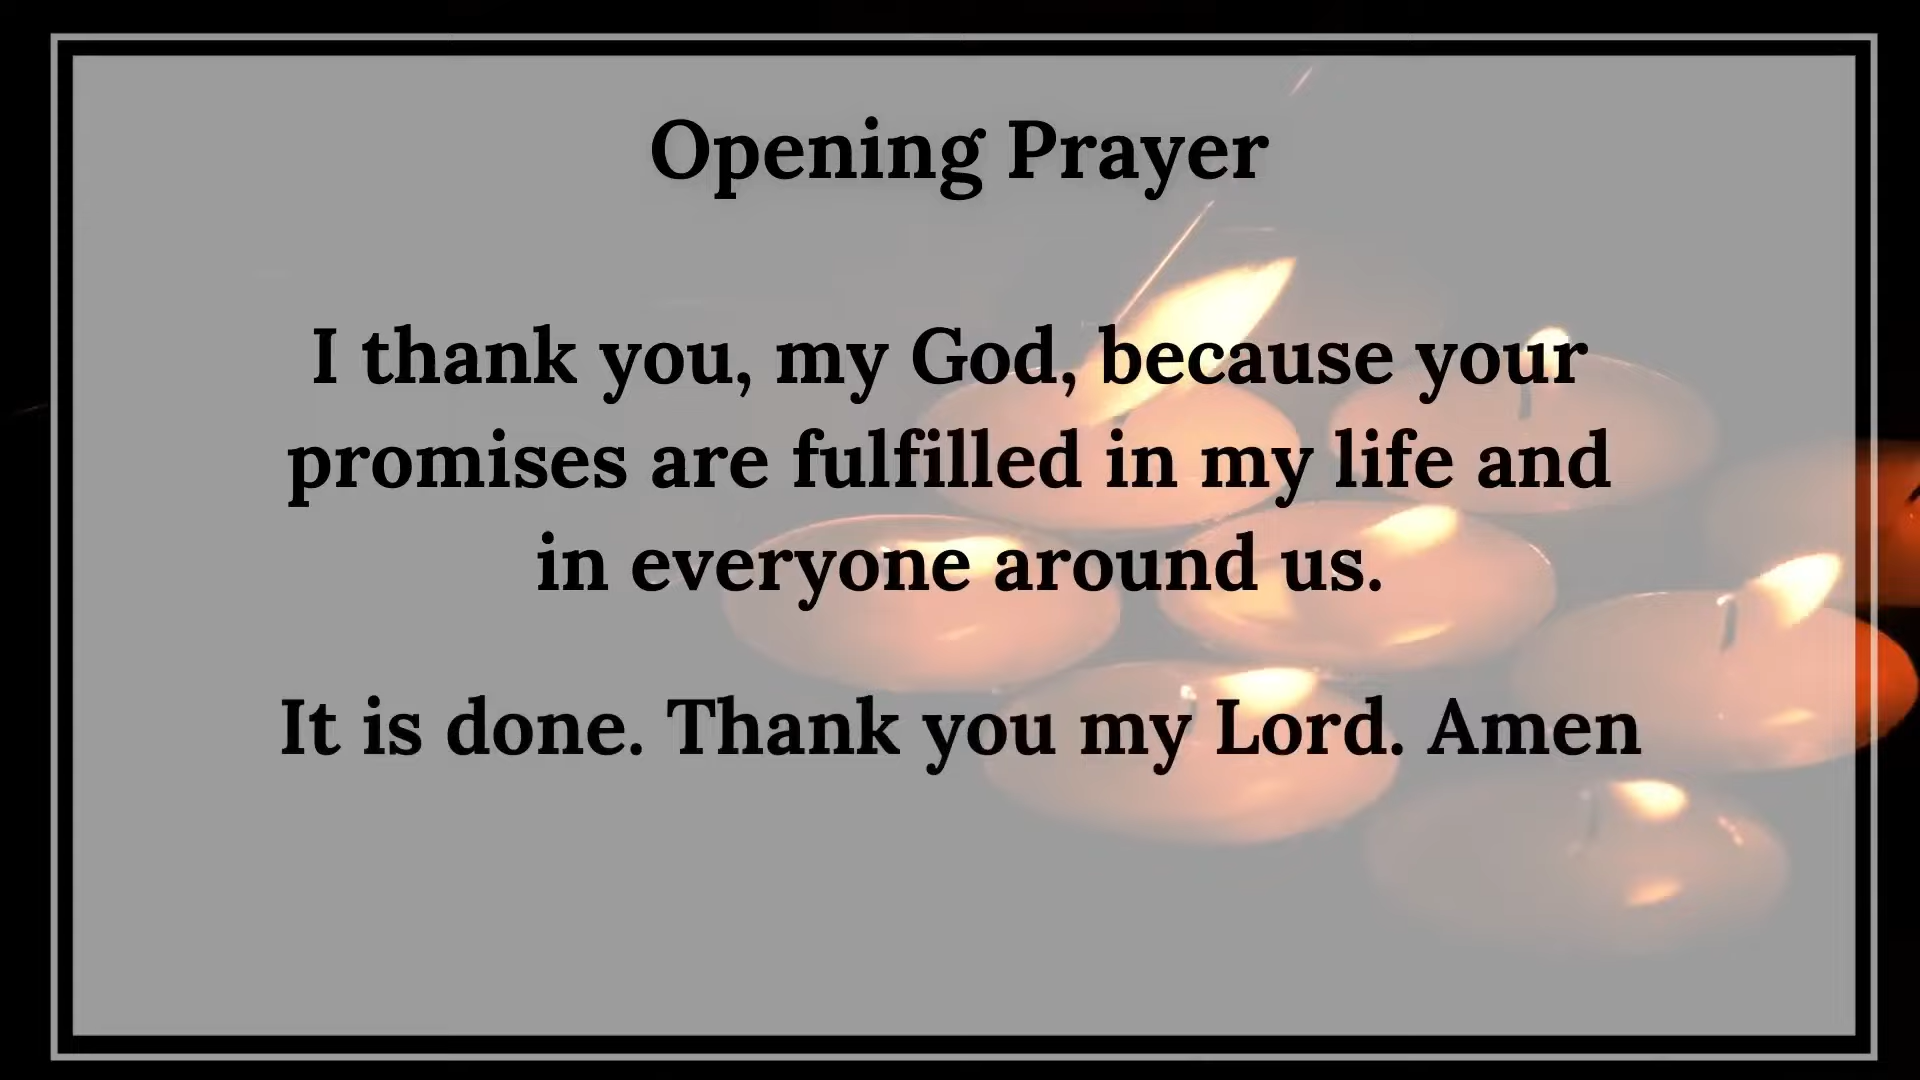 Opening Prayer
I thank you, my God, because your
promises are fulfilled in my life and
in everyone around us.
It is done. Thank you my Lord. Amen